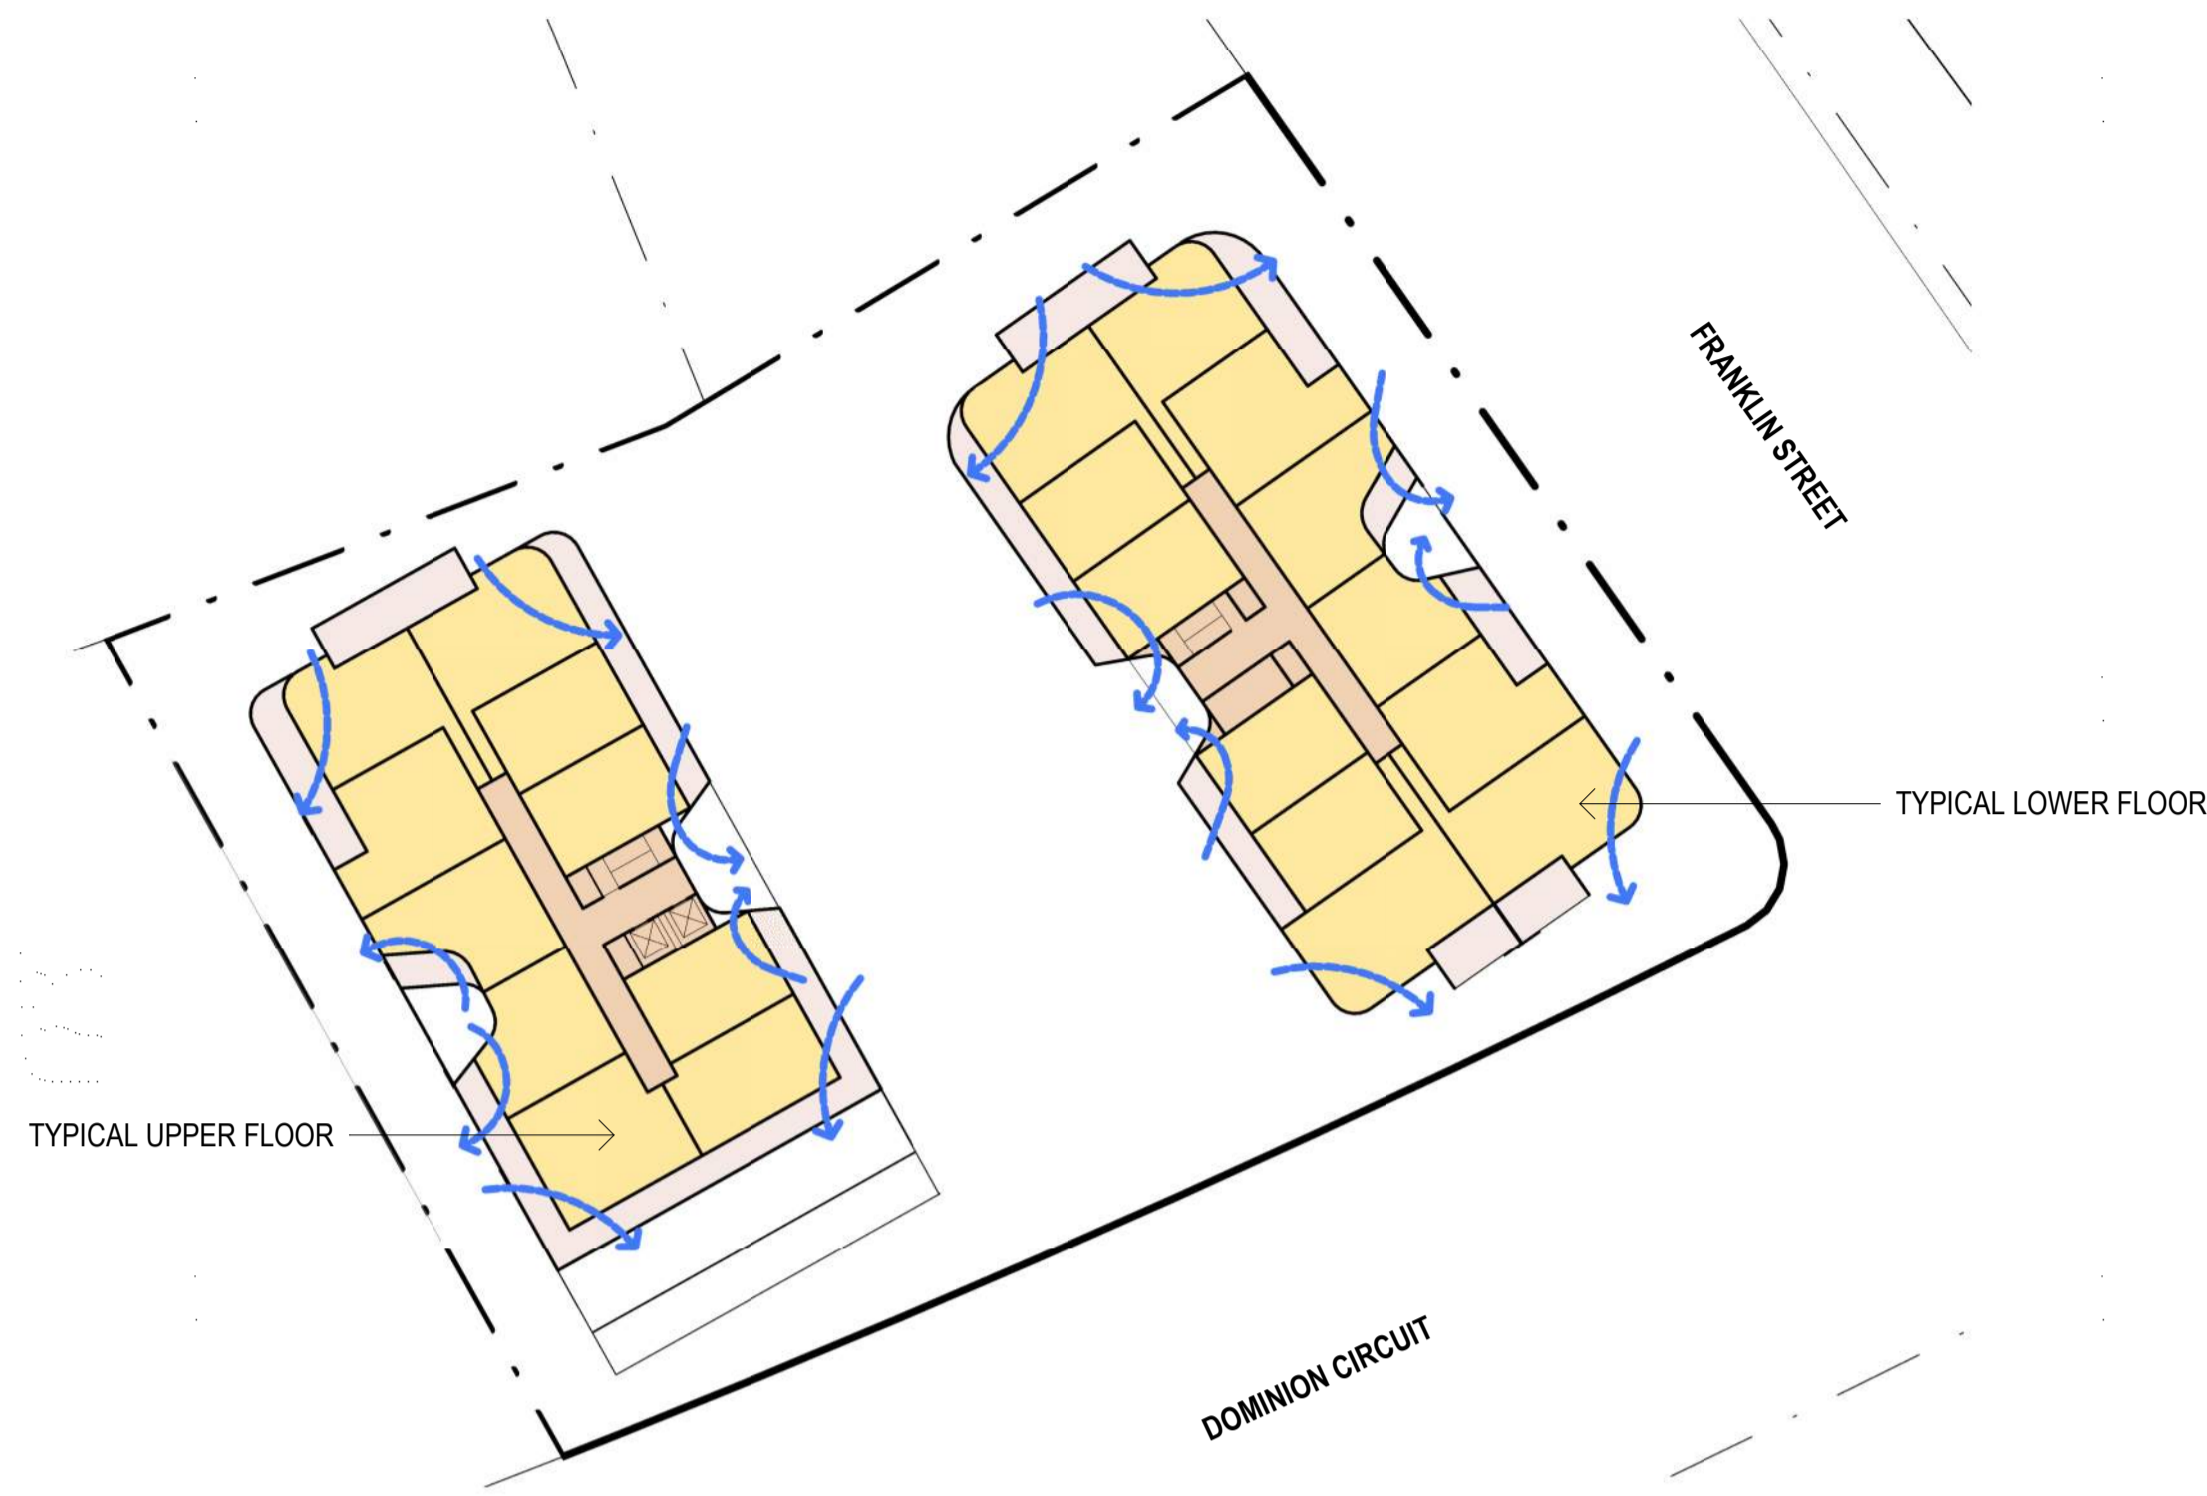 FRANKLIN STREET
TYPICAL LOWER FLOOR
TYPICAL UPPER FLOOR
DOMINION CIRCUIT